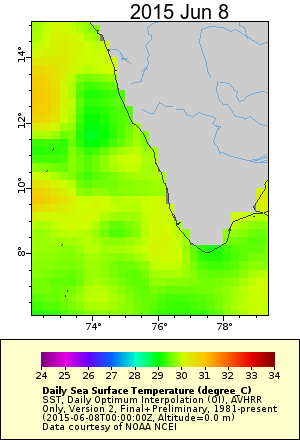 2015 Jun 8
14°
12°
10°
8°
74°
76°
78°
24 25 26 27 28 29 30 31 32 33 34
Daily Sea Surface Temperature (degree_C)
SST, Daily Optimum Interpolation (OI), AVHRR
Only, Version 2, Final+Preliminary, 1981-present
(2015-06-08T00:00:00Z, Altitude=0.0 m)
Data courtesy of NOAA NCEI